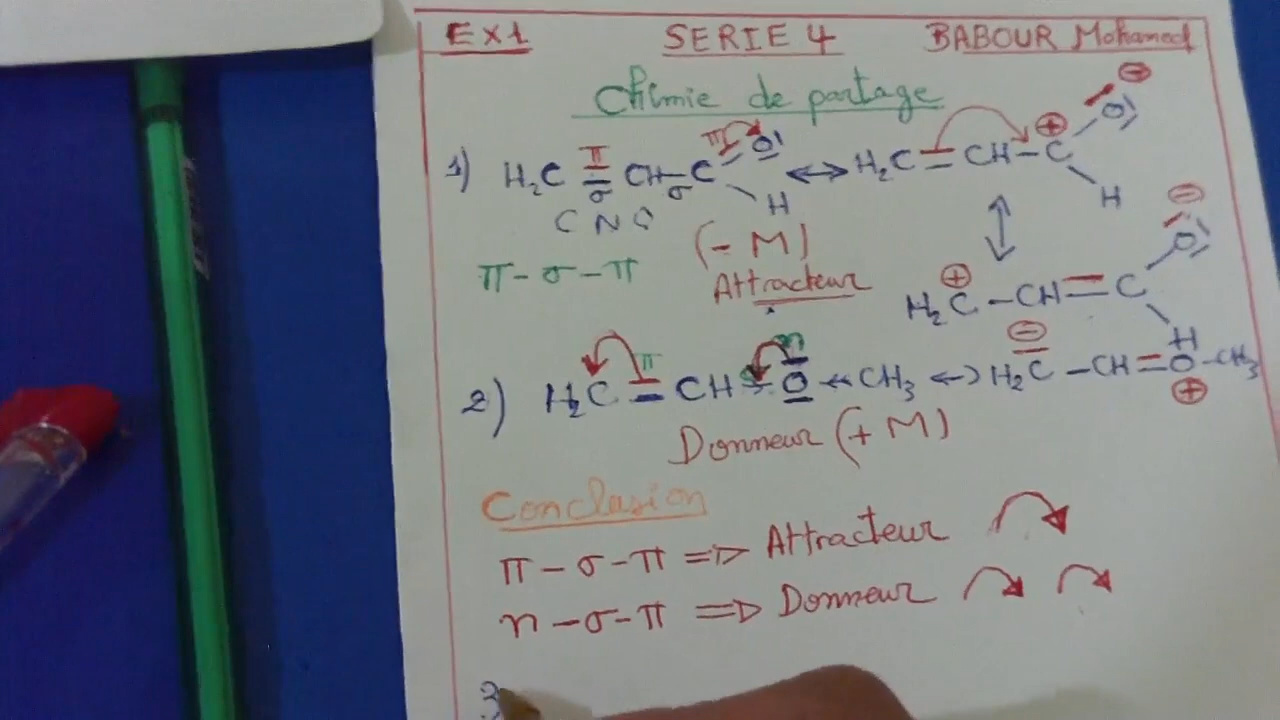 EX1 SERIE 4 BABOUR Mohamed
Chimie de partage
1) H₂C = CH - C = O H ↔ H₂C = CH - C O H
π σ σ π ⊕ ⊖
C N O
(- M)
π - σ - π
Attracteur
↕
H₂C - CH = C O H
⊕ ⊖
2) H₂C = CH - O - CH₃ ↔ H₂C - CH = O - CH₃
π n ⊖ ⊕
Donneur (+ M)
Conclusion
π - σ - π => Attracteur
n - σ - π => Donneur
3